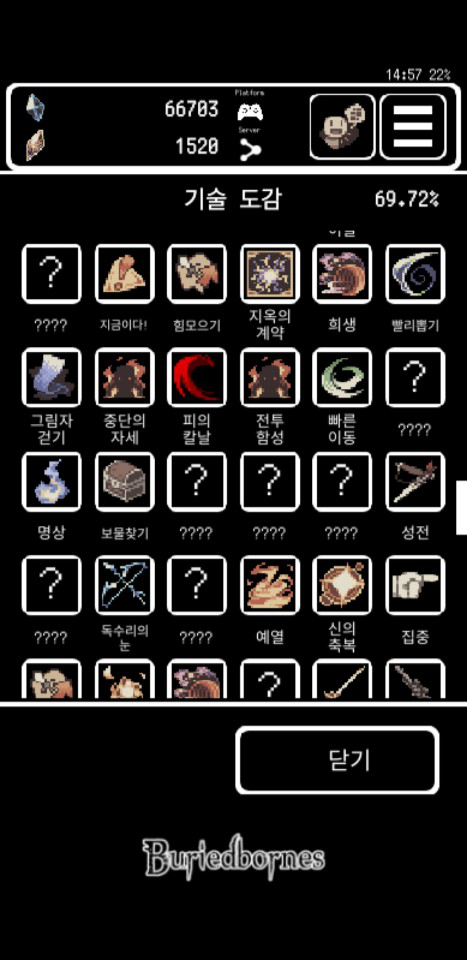 14:57 22%
66703
Platform
1520
Server
기술 도감
69.72%
????
지금이다!
힘모으기
지옥의
계약
희생
빨리뽑기
그림자
걷기
중단의
자세
피의
칼날
전투
함성
빠른
이동
????
명상
보물찾기
????
????
????
성전
????
독수리의
눈
????
예열
신의
축복
집중
닫기
Buriedbornes